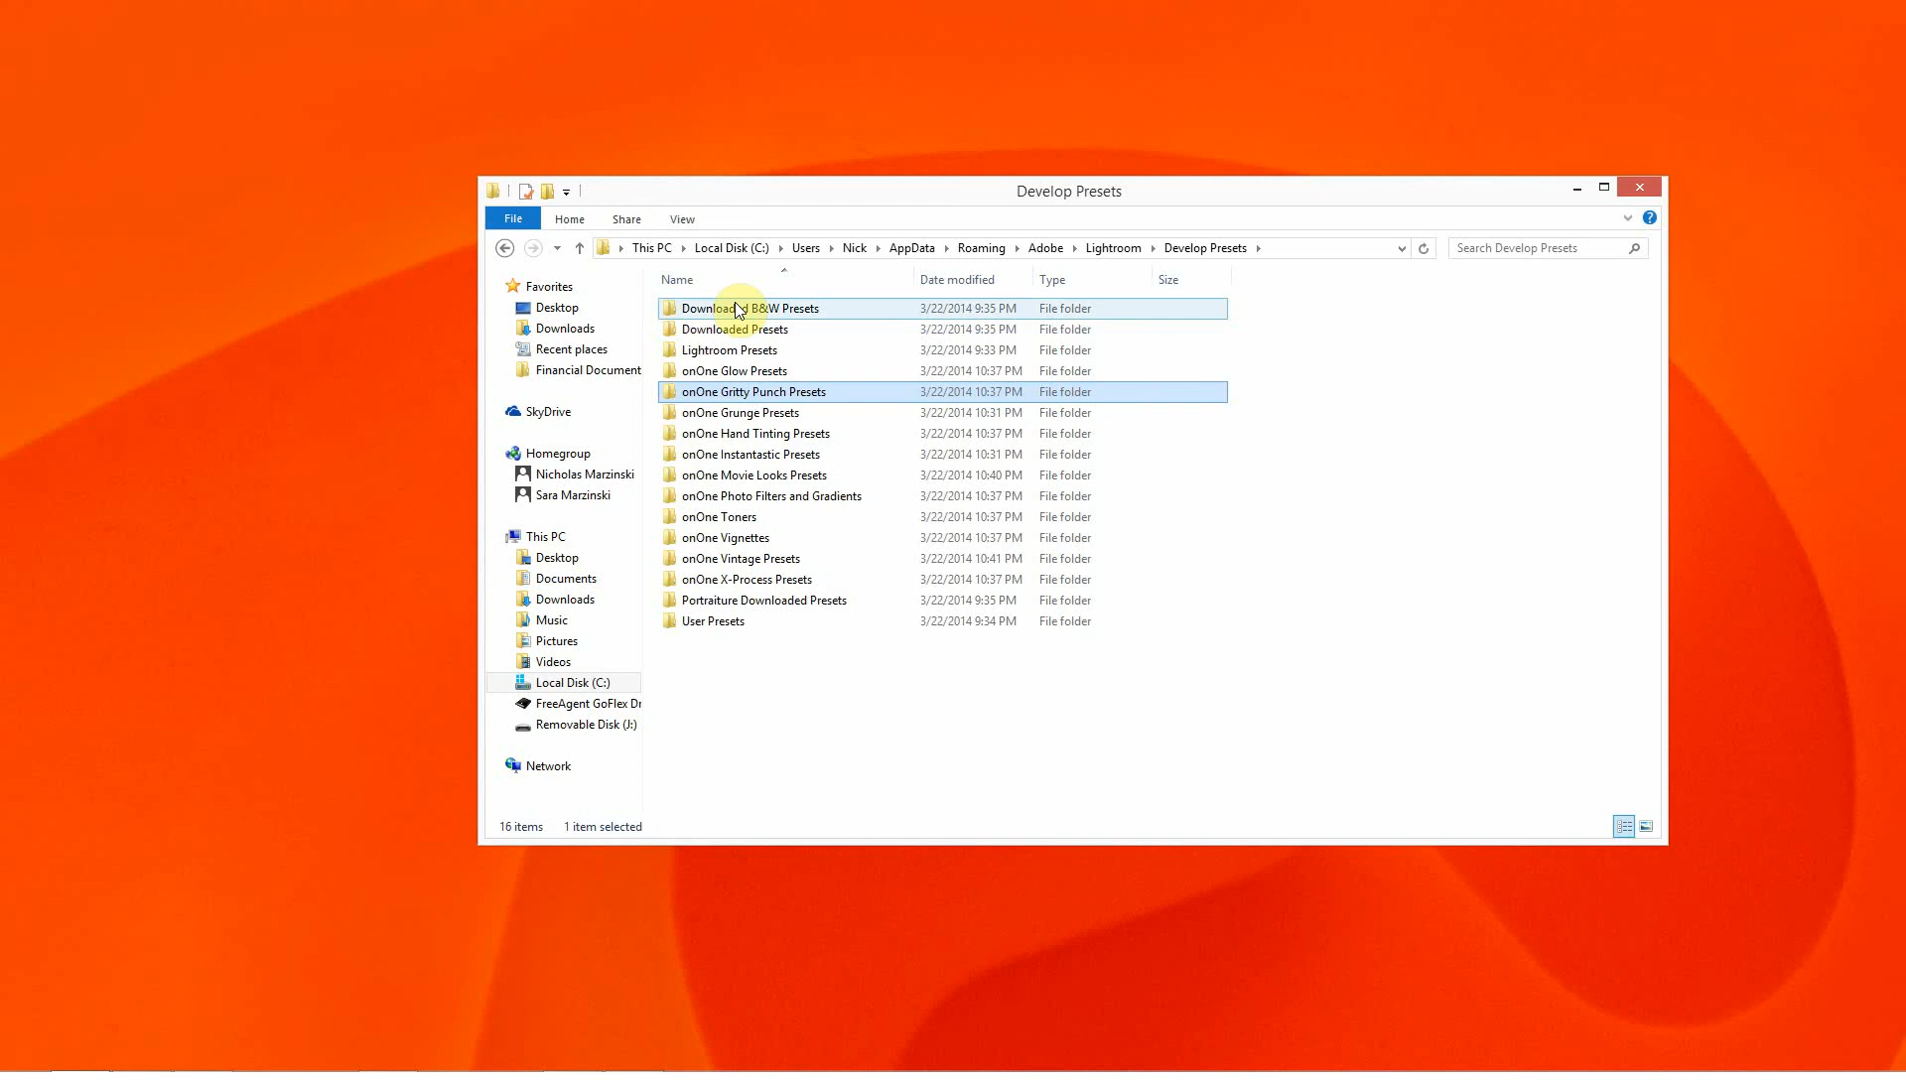 Develop Presets
File Home Share View
This PC Local Disk (C:) Users Nick AppData Roaming Adobe Lightroom Develop Presets Search Develop Presets
Name Date modified Type Size
Favorites
Desktop
Downloads
Recent places
Financial Document
SkyDrive
Homegroup
Nicholas Marzinski
Sara Marzinski
This PC
Desktop
Documents
Downloads
Music
Pictures
Videos
Local Disk (C:)
FreeAgent GoFlex Dr
Removable Disk (J:)
Network
Downloaded B&W Presets 3/22/2014 9:35 PM File folder
Downloaded Presets 3/22/2014 9:35 PM File folder
Lightroom Presets 3/22/2014 9:33 PM File folder
onOne Glow Presets 3/22/2014 10:37 PM File folder
onOne Gritty Punch Presets 3/22/2014 10:37 PM File folder
onOne Grunge Presets 3/22/2014 10:31 PM File folder
onOne Hand Tinting Presets 3/22/2014 10:37 PM File folder
onOne Instantastic Presets 3/22/2014 10:31 PM File folder
onOne Movie Looks Presets 3/22/2014 10:40 PM File folder
onOne Photo Filters and Gradients 3/22/2014 10:37 PM File folder
onOne Toners 3/22/2014 10:37 PM File folder
onOne Vignettes 3/22/2014 10:37 PM File folder
onOne Vintage Presets 3/22/2014 10:41 PM File folder
onOne X-Process Presets 3/22/2014 10:37 PM File folder
Portraiture Downloaded Presets 3/22/2014 9:35 PM File folder
User Presets 3/22/2014 9:34 PM File folder
16 items 1 item selected